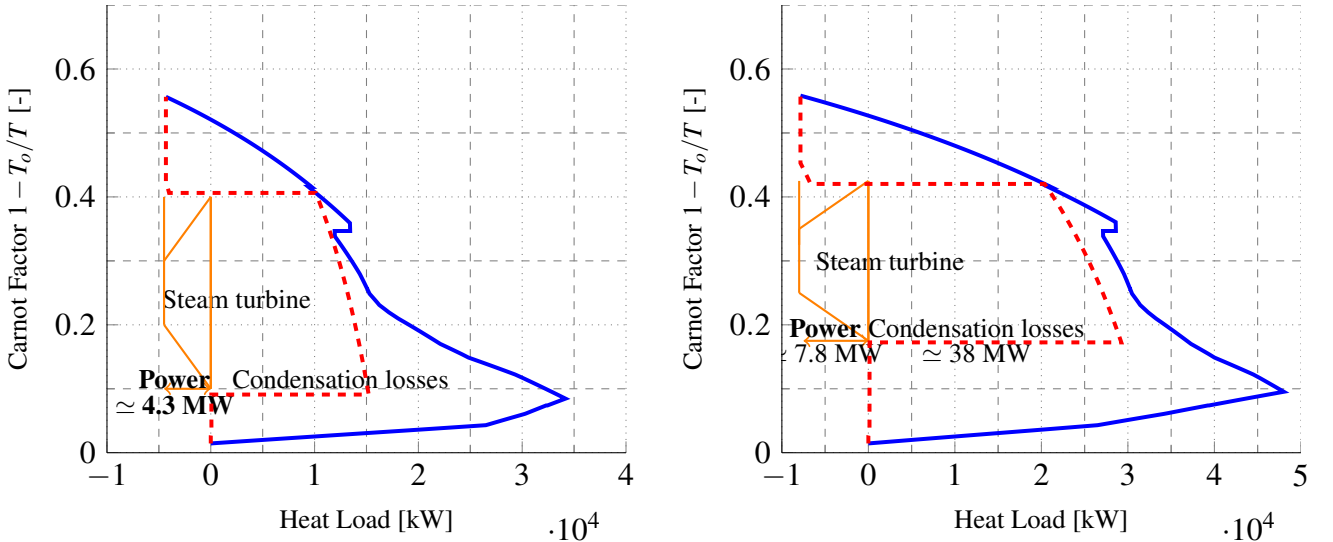 0.6
0.4
0.2
0
Carnot Factor 1 − T_o/T [-]
Steam turbine
Power
Condensation losses
≃ 4.3 MW
−1 0 1 2 3 4
Heat Load [kW]
·10^4
0.6
0.4
0.2
0
Carnot Factor 1 − T_o/T [-]
Steam turbine
Power Condensation losses
7.8 MW ≃ 38 MW
−1 0 1 2 3 4 5
Heat Load [kW]
·10^4